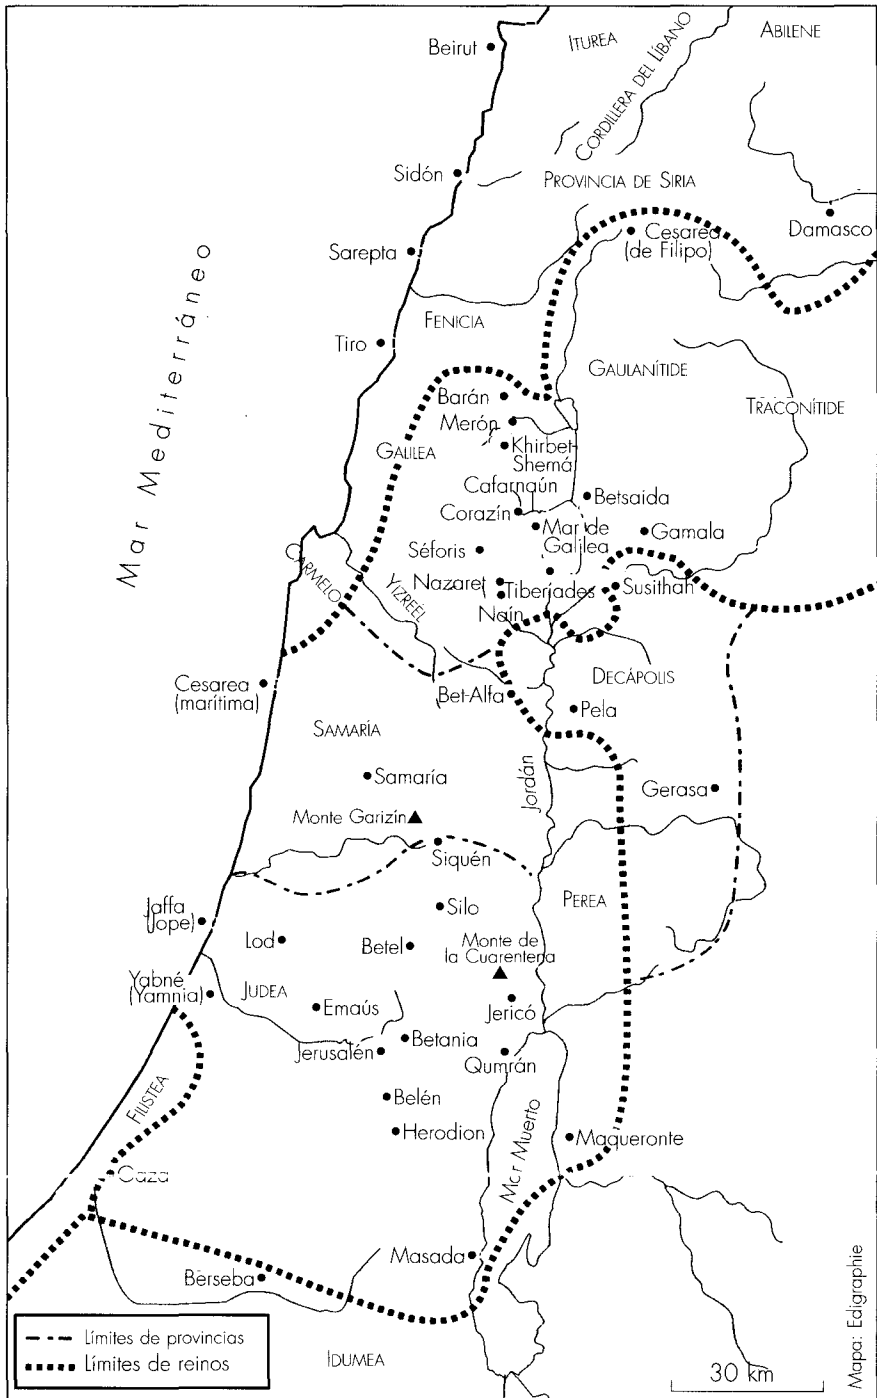 Beirut
ITUREA
ABILENE
CORDILLERA DEL LÍBANO
Sidón
PROVINCIA DE SIRIA
Damasco
Cesarea
(de Filipo)
Sarepta
Mar Mediterráneo
FENICIA
Tiro
GAULANÍTIDE
TRACONÍTIDE
Barán
Merón
GALILEA
Khirbet-
Shemá
Cafarnaún
Betsaida
Corazín
Mar de
Galilea
Gamala
Séforis
CARMELO
YIZREEL
Nazaret
Tiberíades
Susithah
Naín
DECÁPOLIS
Cesarea
(marítima)
Bet-Alfa
Pela
SAMARÍA
Samaría
Jordán
Gerasa
Monte Garizín
Siquén
PEREA
Silo
Jaffa
(Jope)
Lod
Betel
Monte de
la Cuarentena
Yabné
(Yamnia)
JUDEA
Emaús
Jericó
Betania
Jerusalén
Qumrán
FILISTEA
Belén
Herodion
Mar Muerto
Maqueronte
Gaza
Masada
Berseba
Límites de provincias
Límites de reinos
IDUMEA
30 km
Mapa: Edigraphie